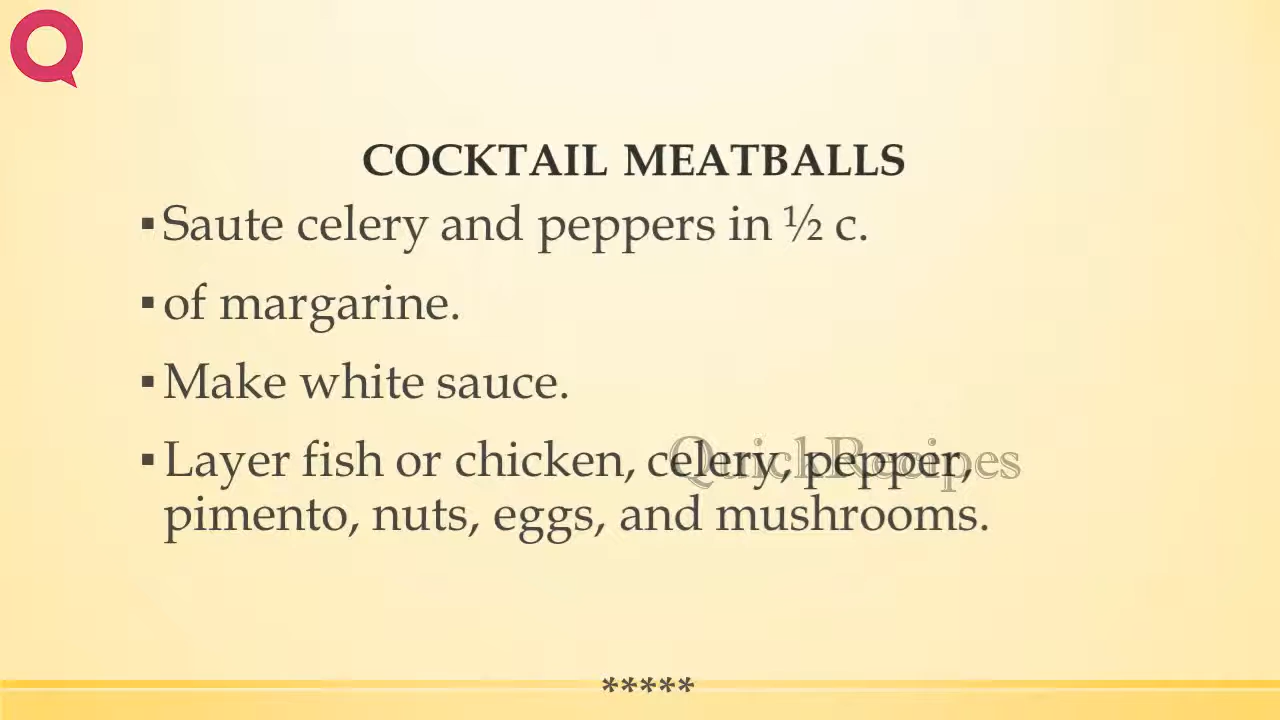 COCKTAIL MEATBALLS
▪Saute celery and peppers in ½ c.
▪of margarine.
▪Make white sauce.
▪Layer fish or chicken, celery, pepper,
pimento, nuts, eggs, and mushrooms.
QuickRecipes
*****